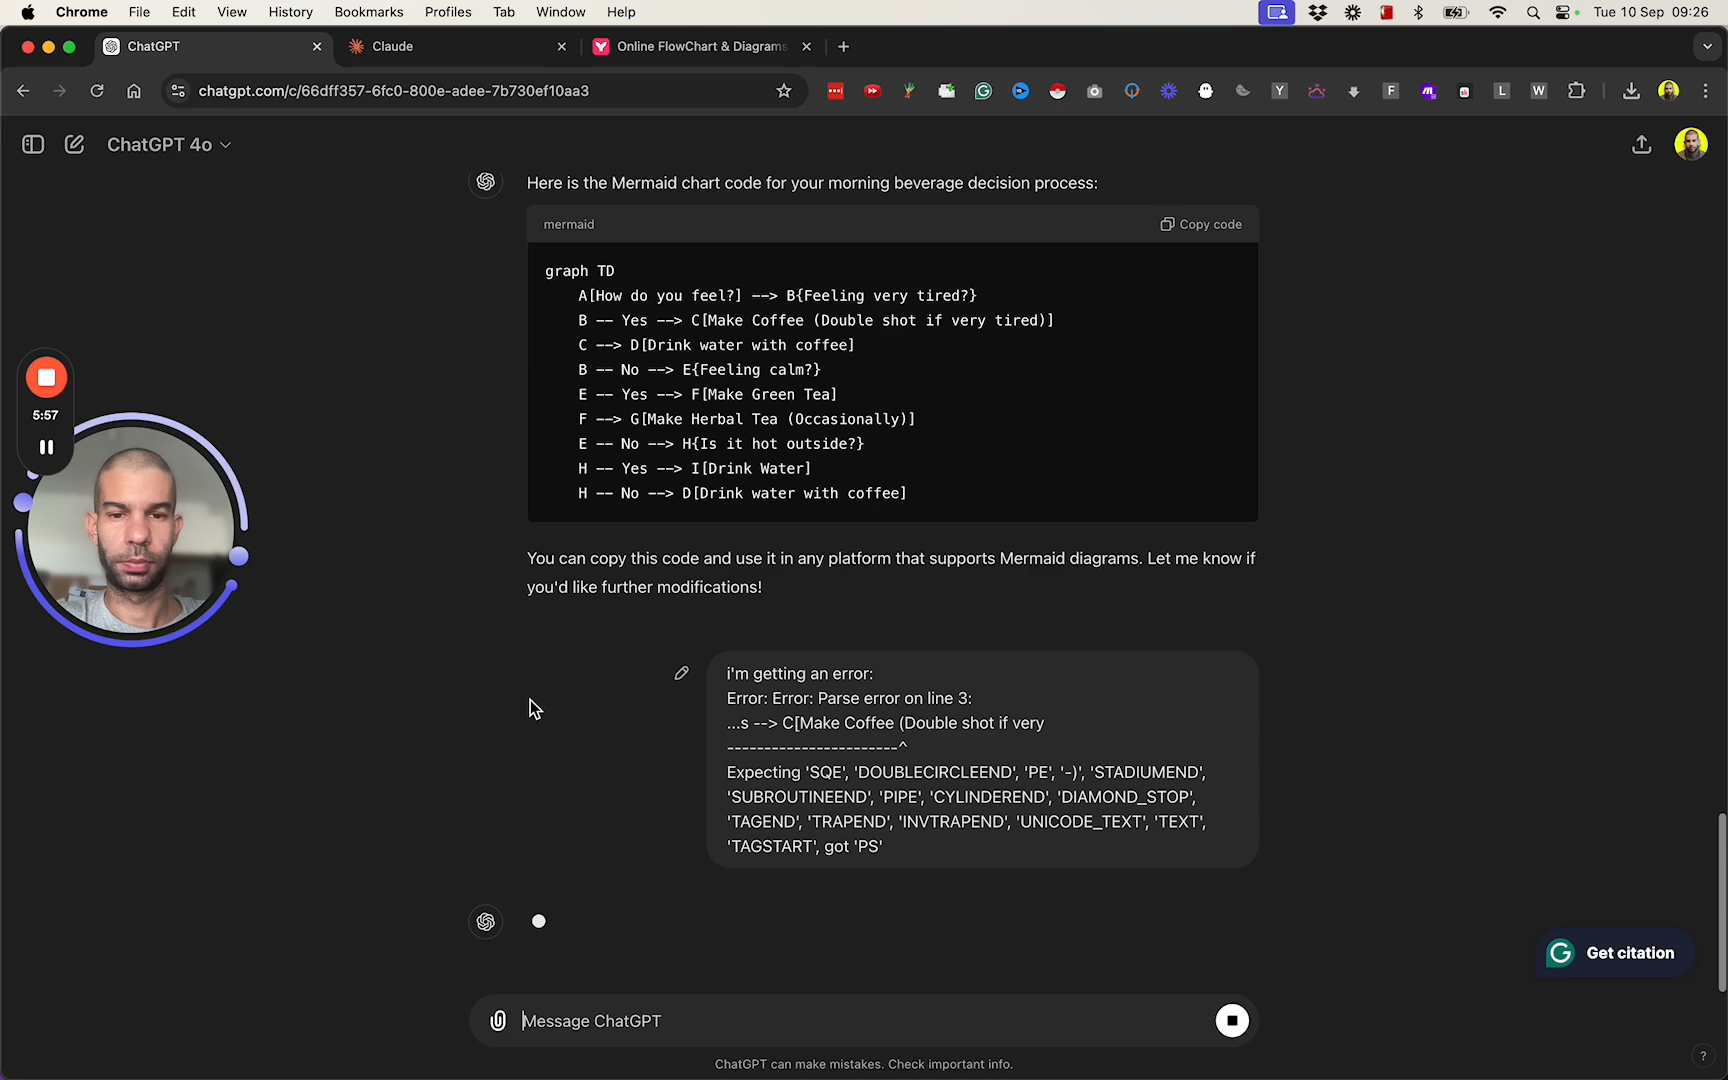 Chrome File Edit View History Bookmarks Profiles Tab Window Help Tue 10 Sep 09:26
ChatGPT Claude Online FlowChart & Diagrams
chatgpt.com/c/66dff357-6fc0-800e-adee-7b730ef10aa3
ChatGPT 4o
Here is the Mermaid chart code for your morning beverage decision process:
mermaid Copy code
graph TD
A[How do you feel?] --> B{Feeling very tired?}
B -- Yes --> C[Make Coffee (Double shot if very tired)]
C --> D[Drink water with coffee]
B -- No --> E{Feeling calm?}
E -- Yes --> F[Make Green Tea]
F --> G[Make Herbal Tea (Occasionally)]
E -- No --> H{Is it hot outside?}
H -- Yes --> I[Drink Water]
H -- No --> D[Drink water with coffee]
5:57
You can copy this code and use it in any platform that supports Mermaid diagrams. Let me know if
you'd like further modifications!
i'm getting an error:
Error: Error: Parse error on line 3:
...s --> C[Make Coffee (Double shot if very
-----------------------^
Expecting 'SQE', 'DOUBLECIRCLEEND', 'PE', '-)', 'STADIUMEND',
'SUBROUTINEEND', 'PIPE', 'CYLINDEREND', 'DIAMOND_STOP',
'TAGEND', 'TRAPEND', 'INVTRAPEND', 'UNICODE_TEXT', 'TEXT',
'TAGSTART', got 'PS'
Get citation
Message ChatGPT
ChatGPT can make mistakes. Check important info.
?